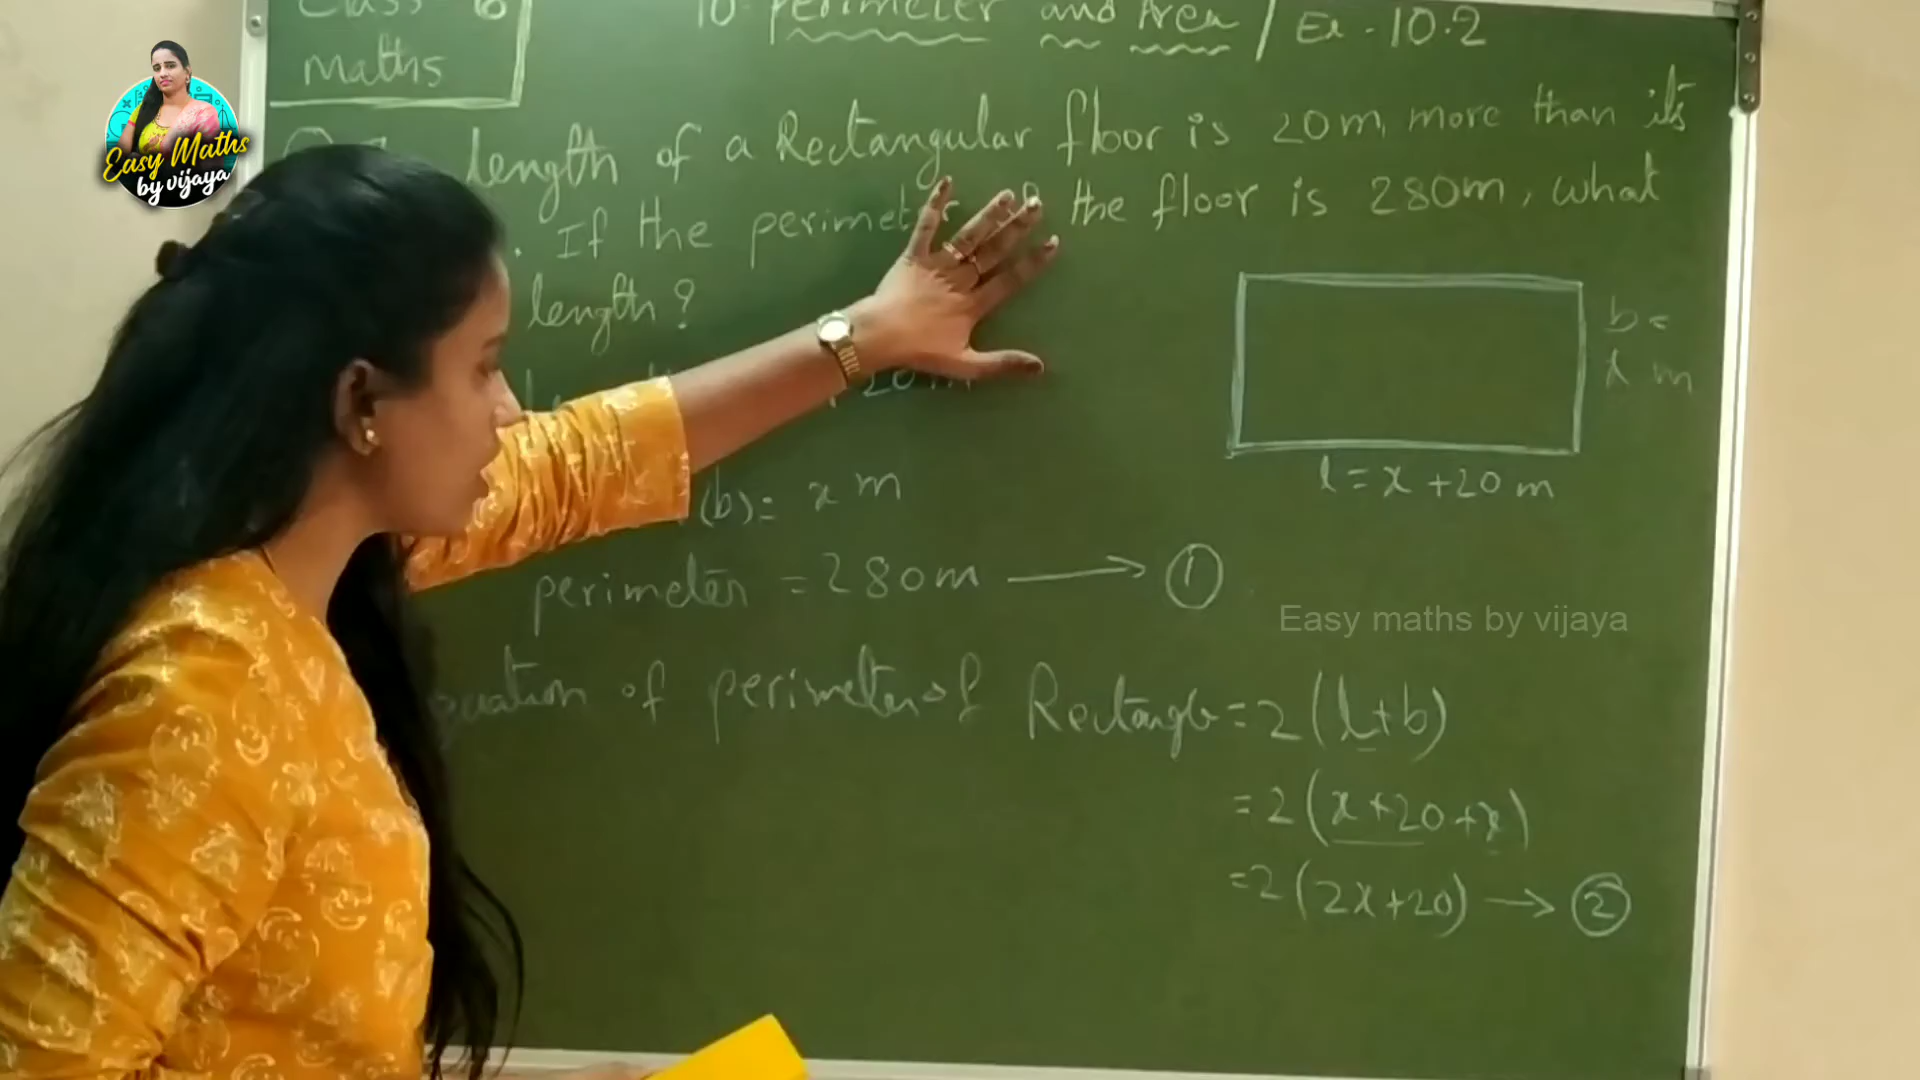 Class 6
10. Perimeter and Area / Ex - 10.2
Maths
Easy Maths
by vijaya
length of a Rectangular floor is 20m more than its
. If the perimeter of the floor is 280m, what
length?
b=
x m
20 m
l = x + 20 m
(b) = x m
perimeter = 280m → ①
Easy maths by vijaya
of perimeter of Rectangle = 2(l+b)
= 2(x+20+x)
= 2(2x+20) → ②